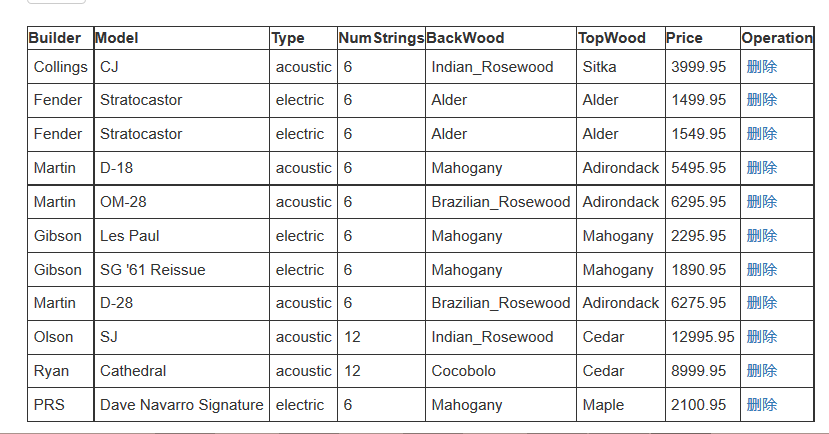 Builder Model Type NumStrings BackWood TopWood Price Operation
Collings CJ acoustic 6 Indian_Rosewood Sitka 3999.95 删除
Fender Stratocastor electric 6 Alder Alder 1499.95 删除
Fender Stratocastor electric 6 Alder Alder 1549.95 删除
Martin D-18 acoustic 6 Mahogany Adirondack 5495.95 删除
Martin OM-28 acoustic 6 Brazilian_Rosewood Adirondack 6295.95 删除
Gibson Les Paul electric 6 Mahogany Mahogany 2295.95 删除
Gibson SG '61 Reissue electric 6 Mahogany Mahogany 1890.95 删除
Martin D-28 acoustic 6 Brazilian_Rosewood Adirondack 6275.95 删除
Olson SJ acoustic 12 Indian_Rosewood Cedar 12995.95 删除
Ryan Cathedral acoustic 12 Cocobolo Cedar 8999.95 删除
PRS Dave Navarro Signature electric 6 Mahogany Maple 2100.95 删除